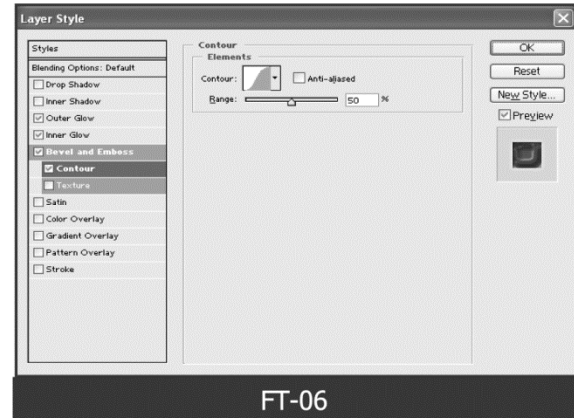 Layer Style
Styles
Blending Options: Default
Drop Shadow
Inner Shadow
Outer Glow
Inner Glow
Bevel and Emboss
Contour
Texture
Satin
Color Overlay
Gradient Overlay
Pattern Overlay
Stroke
Contour
Elements
Contour:
Anti-aliased
Range:
50 %
OK
Reset
New Style...
Preview
FT-06